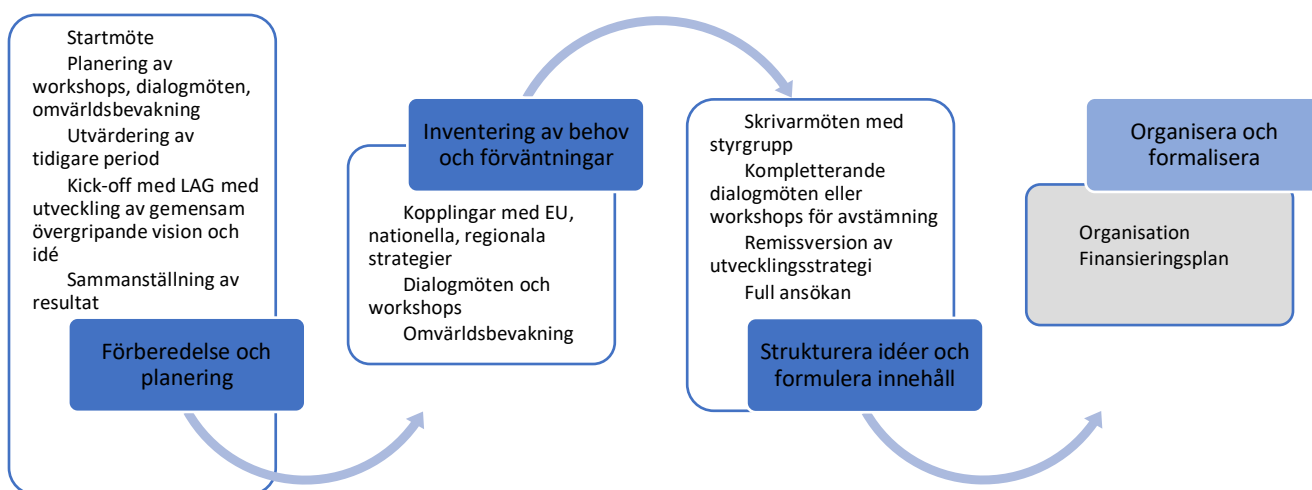 Startmöte
Planering av
workshops, dialogmöten,
omvärldsbevakning
Utvärdering av
tidigare period
Kick-off med LAG med
utveckling av gemensam
övergripande vision och
idé
Sammanställning av
resultat
Förberedelse och
planering
Inventering av behov
och förväntningar
Kopplingar med EU,
nationella, regionala
strategier
Dialogmöten och
workshops
Omvärldsbevakning
Skrivarmöten med
styrgrupp
Kompletterande
dialogmöten eller
workshops för avstämning
Remissversion av
utvecklingsstrategi
Full ansökan
Strukturera idéer och
formulera innehåll
Organisera och
formalisera
Organisation
Finansieringsplan